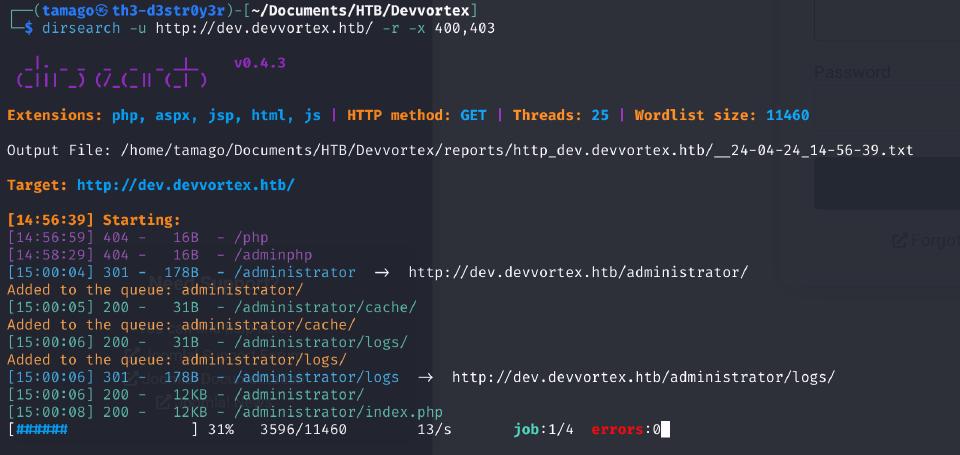 ┌──(tamago㉿th3-d3str0y3r)-[~/Documents/HTB/Devvortex]
└─$ dirsearch -u http://dev.devvortex.htb/ -r -x 400,403
v0.4.3
Extensions: php, aspx, jsp, html, js | HTTP method: GET | Threads: 25 | Wordlist size: 11460
Output File: /home/tamago/Documents/HTB/Devvortex/reports/http_dev.devvortex.htb/__24-04-24_14-56-39.txt
Target: http://dev.devvortex.htb/
[14:56:39] Starting:
[14:56:59] 404 -   16B  - /php
[14:58:29] 404 -   16B  - /adminphp
[15:00:04] 301 -  178B  - /administrator  →  http://dev.devvortex.htb/administrator/
Added to the queue: administrator/
[15:00:05] 200 -   31B  - /administrator/cache/
Added to the queue: administrator/cache/
[15:00:06] 200 -   31B  - /administrator/logs/
Added to the queue: administrator/logs/
[15:00:06] 301 -  178B  - /administrator/logs  →  http://dev.devvortex.htb/administrator/logs/
[15:00:06] 200 -   12KB - /administrator/
[15:00:08] 200 -   12KB - /administrator/index.php
[######              ] 31%   3596/11460        13/s       job:1/4  errors:0
Password
Forgot